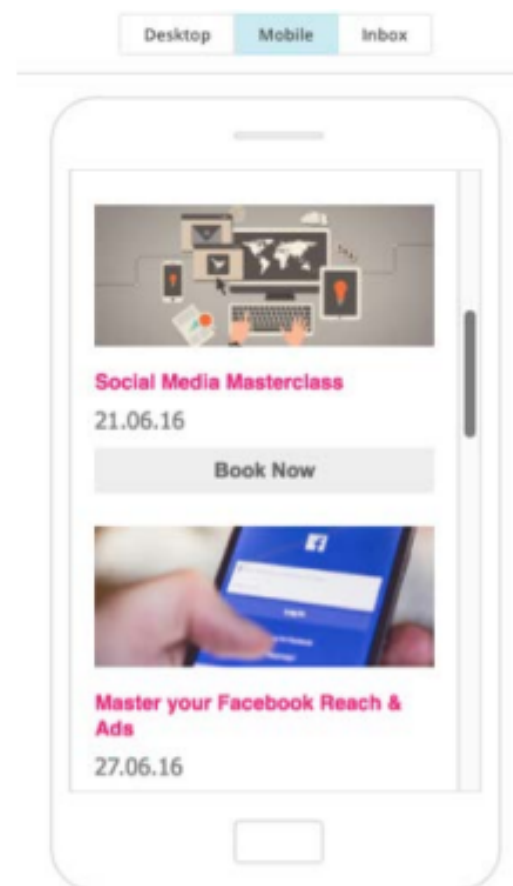 Desktop Mobile Inbox
Social Media Masterclass
21.06.16
Book Now
f
Master your Facebook Reach &
Ads
27.06.16